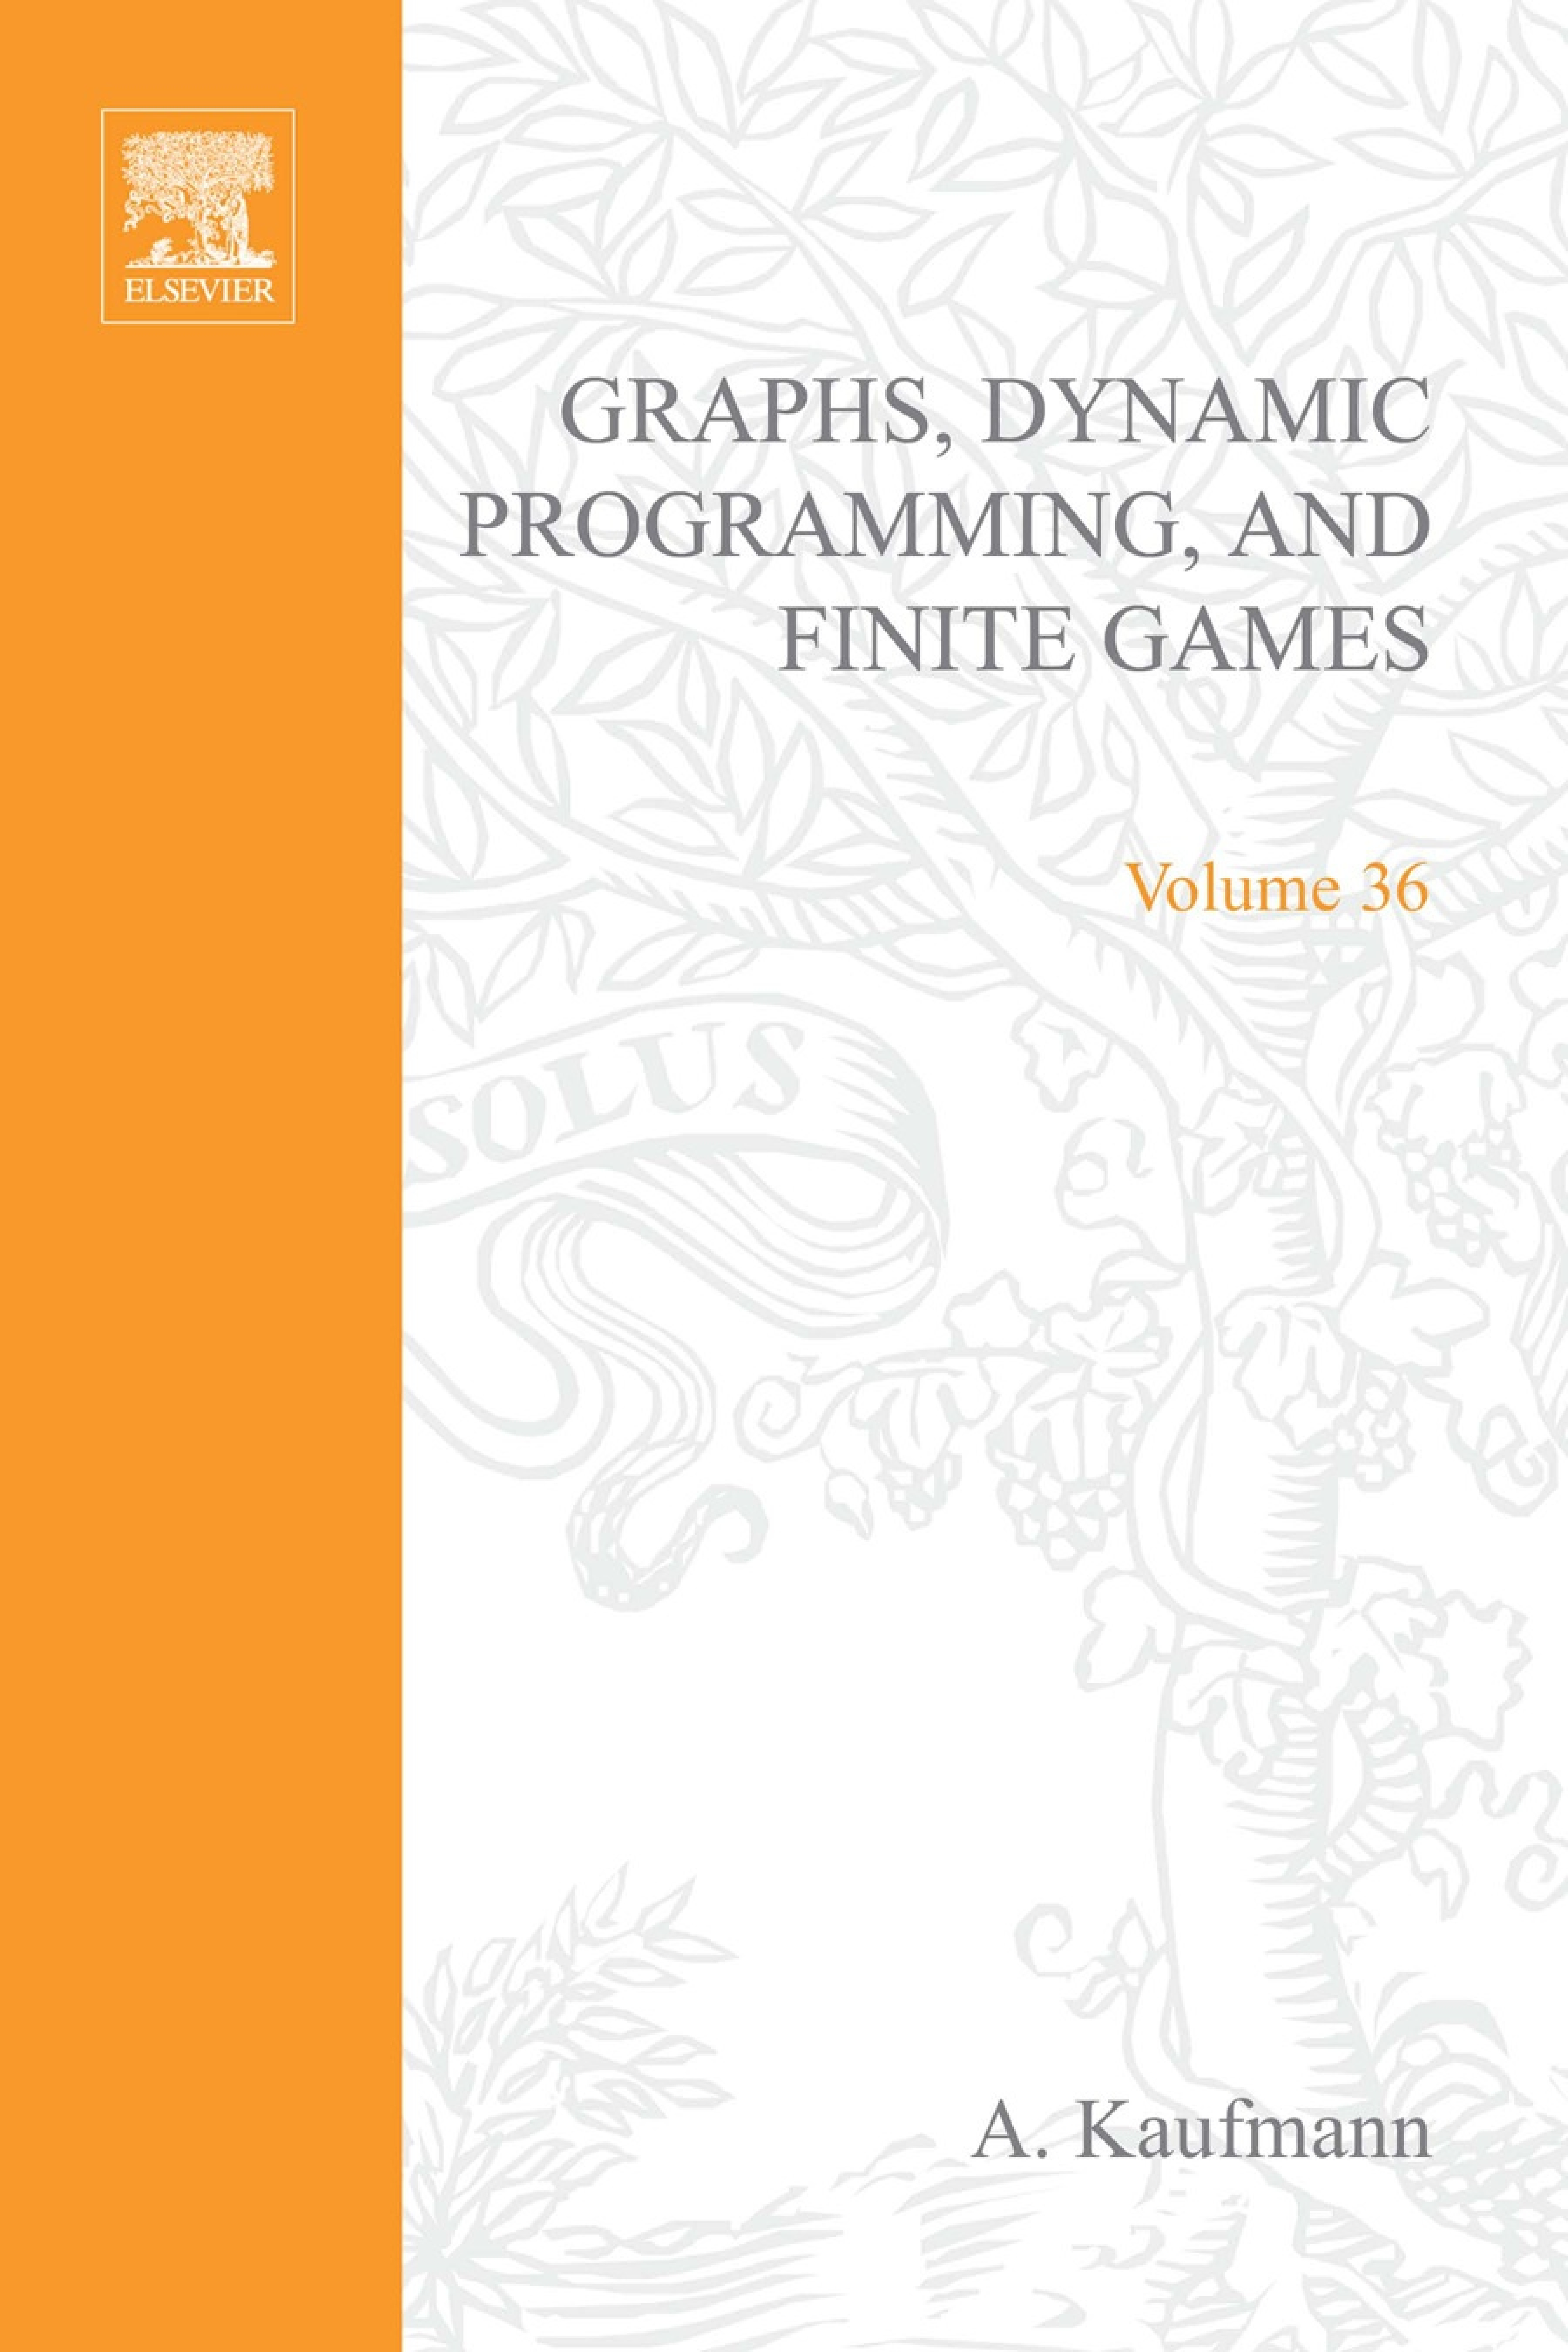 ELSEVIER
GRAPHS, DYNAMIC
PROGRAMMING, AND
FINITE GAMES
Volume 36
SOLUS
A. Kaufmann